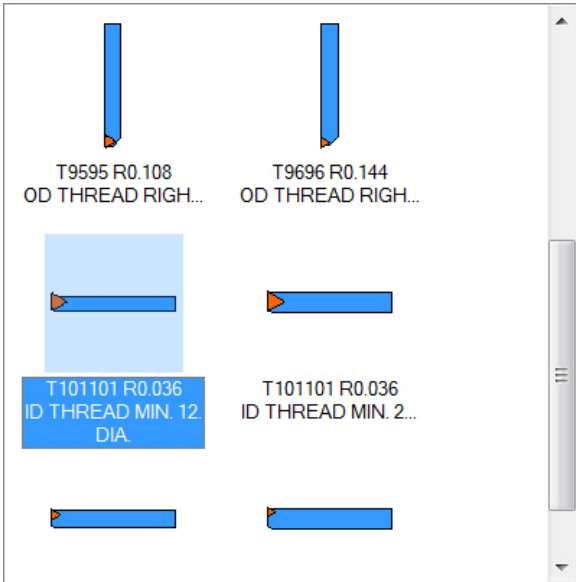 T9595 R0.108
OD THREAD RIGH...
T9696 R0.144
OD THREAD RIGH...
T101101 R0.036
ID THREAD MIN. 12.
DIA.
T101101 R0.036
ID THREAD MIN. 2...